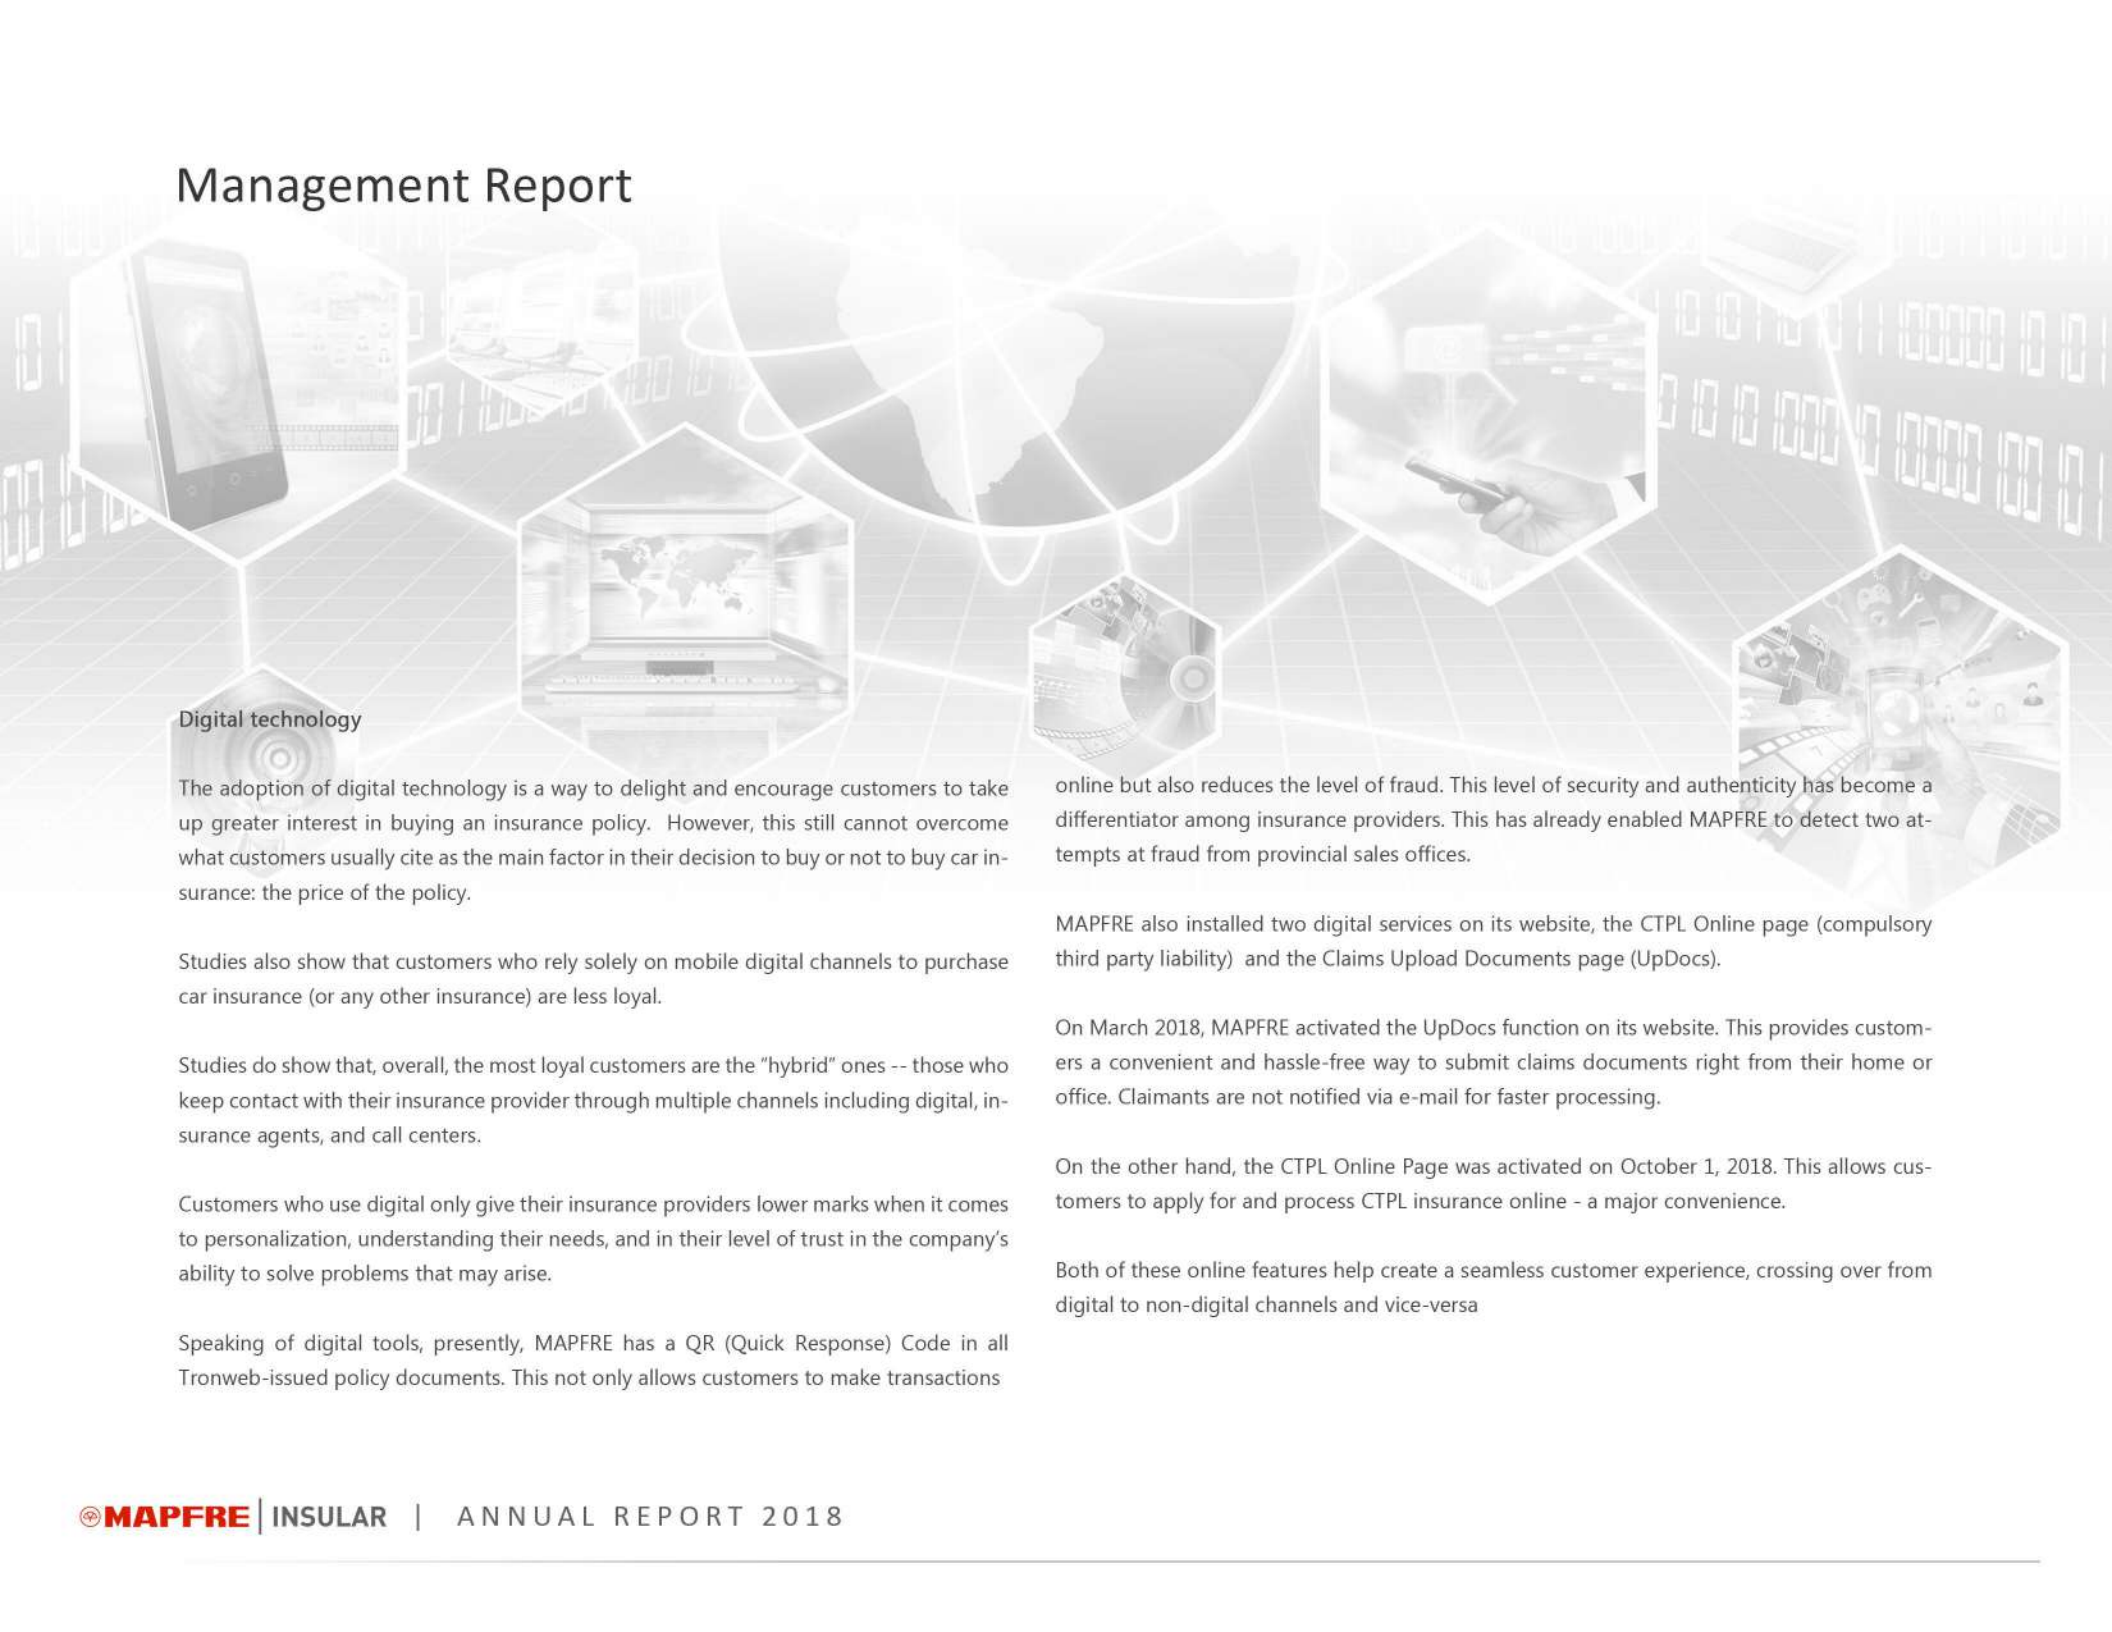 Management Report
Digital technology
The adoption of digital technology is a way to delight and encourage customers to take
up greater interest in buying an insurance policy. However, this still cannot overcome
what customers usually cite as the main factor in their decision to buy or not to buy car in-
surance: the price of the policy.
Studies also show that customers who rely solely on mobile digital channels to purchase
car insurance (or any other insurance) are less loyal.
Studies do show that, overall, the most loyal customers are the "hybrid" ones -- those who
keep contact with their insurance provider through multiple channels including digital, in-
surance agents, and call centers.
Customers who use digital only give their insurance providers lower marks when it comes
to personalization, understanding their needs, and in their level of trust in the company's
ability to solve problems that may arise.
Speaking of digital tools, presently, MAPFRE has a QR (Quick Response) Code in all
Tronweb-issued policy documents. This not only allows customers to make transactions
online but also reduces the level of fraud. This level of security and authenticity has become a
differentiator among insurance providers. This has already enabled MAPFRE to detect two at-
tempts at fraud from provincial sales offices.
MAPFRE also installed two digital services on its website, the CTPL Online page (compulsory
third party liability) and the Claims Upload Documents page (UpDocs).
On March 2018, MAPFRE activated the UpDocs function on its website. This provides custom-
ers a convenient and hassle-free way to submit claims documents right from their home or
office. Claimants are not notified via e-mail for faster processing.
On the other hand, the CTPL Online Page was activated on October 1, 2018. This allows cus-
tomers to apply for and process CTPL insurance online - a major convenience.
Both of these online features help create a seamless customer experience, crossing over from
digital to non-digital channels and vice-versa
MAPFRE | INSULAR | ANNUAL REPORT 2018